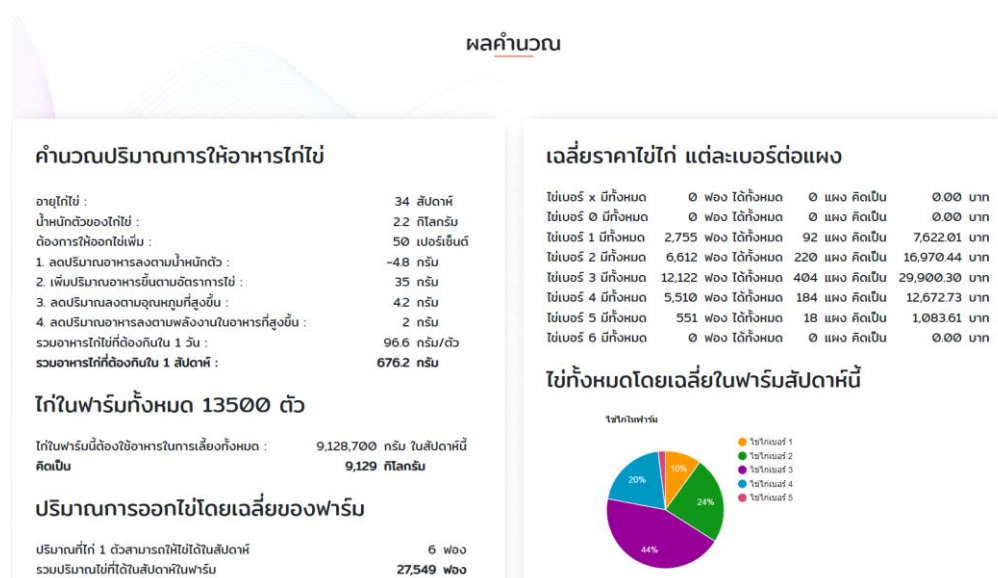 ผลคำนวณ
คำนวณปริมาณการให้อาหารไก่ไข่
อายุไก่ไข่ : 34 สัปดาห์
น้ำหนักตัวของไก่ไข่ : 2.2 กิโลกรัม
ต้องการให้ออกไข่เพิ่ม : 50 เปอร์เซ็นต์
1. ลดปริมาณอาหารลงตามน้ำหนักตัว : -4.8 กรัม
2. เพิ่มปริมาณอาหารขึ้นตามอัตราการไข่ : 35 กรัม
3. ลดปริมาณลงตามอุณหภูมที่สูงขึ้น : 4.2 กรัม
4. ลดปริมาณอาหารลงตามพลังงานในอาหารที่สูงขึ้น : 2 กรัม
รวมอาหารไก่ไข่ที่ต้องกินใน 1 วัน : 96.6 กรัม/ตัว
รวมอาหารไก่ที่ต้องกินใน 1 สัปดาห์ : 676.2 กรัม
ไก่ในฟาร์มทั้งหมด 13500 ตัว
ไก่ในฟาร์มนี้ต้องใช้อาหารในการเลี้ยงทั้งหมด : 9,128,700 กรัม ในสัปดาห์นี้
คิดเป็น 9,129 กิโลกรัม
ปริมาณการออกไข่โดยเฉลี่ยของฟาร์ม
ปริมาณที่ไก่ 1 ตัวสามารถให้ไข่ได้ในสัปดาห์ 6 ฟอง
รวมปริมาณไข่ที่ได้ในสัปดาห์ในฟาร์ม 27,549 ฟอง
เฉลี่ยราคาไข่ไก่ แต่ละเบอร์ต่อแผง
ไข่เบอร์ x มีทั้งหมด 0 ฟอง ได้ทั้งหมด 0 แผง คิดเป็น 0.00 บาท
ไข่เบอร์ 0 มีทั้งหมด 0 ฟอง ได้ทั้งหมด 0 แผง คิดเป็น 0.00 บาท
ไข่เบอร์ 1 มีทั้งหมด 2,755 ฟอง ได้ทั้งหมด 92 แผง คิดเป็น 7,622.01 บาท
ไข่เบอร์ 2 มีทั้งหมด 6,612 ฟอง ได้ทั้งหมด 220 แผง คิดเป็น 16,970.44 บาท
ไข่เบอร์ 3 มีทั้งหมด 12,122 ฟอง ได้ทั้งหมด 404 แผง คิดเป็น 29,900.30 บาท
ไข่เบอร์ 4 มีทั้งหมด 5,510 ฟอง ได้ทั้งหมด 184 แผง คิดเป็น 12,672.73 บาท
ไข่เบอร์ 5 มีทั้งหมด 551 ฟอง ได้ทั้งหมด 18 แผง คิดเป็น 1,083.61 บาท
ไข่เบอร์ 6 มีทั้งหมด 0 ฟอง ได้ทั้งหมด 0 แผง คิดเป็น 0.00 บาท
ไข่ทั้งหมดโดยเฉลี่ยในฟาร์มสัปดาห์นี้
ไข่ไก่ในฟาร์ม
ไข่ไก่เบอร์ 1
ไข่ไก่เบอร์ 2
ไข่ไก่เบอร์ 3
ไข่ไก่เบอร์ 4
ไข่ไก่เบอร์ 5
10%
20%
24%
44%